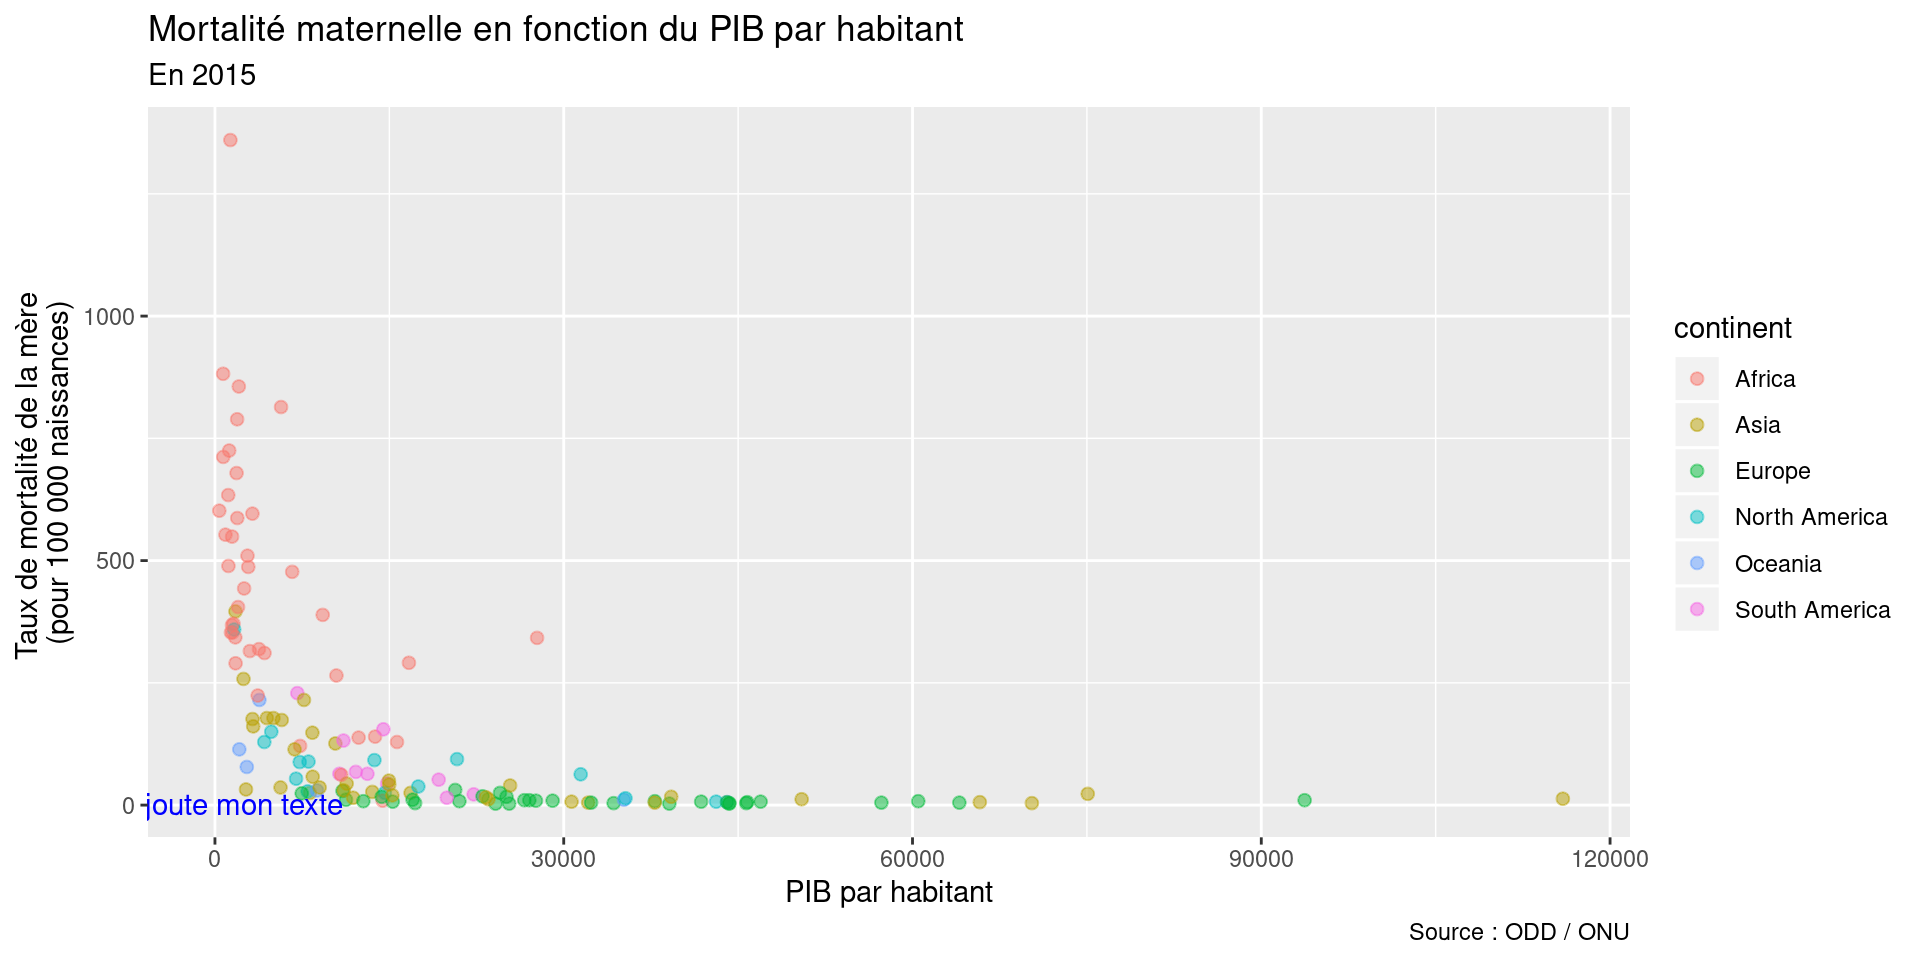 Mortalité maternelle en fonction du PIB par habitant
En 2015
Taux de mortalité de la mère
(pour 100 000 naissances)
1000
500
0
joute mon texte
0
30000
60000
90000
120000
PIB par habitant
continent
Africa
Asia
Europe
North America
Oceania
South America
Source : ODD / ONU